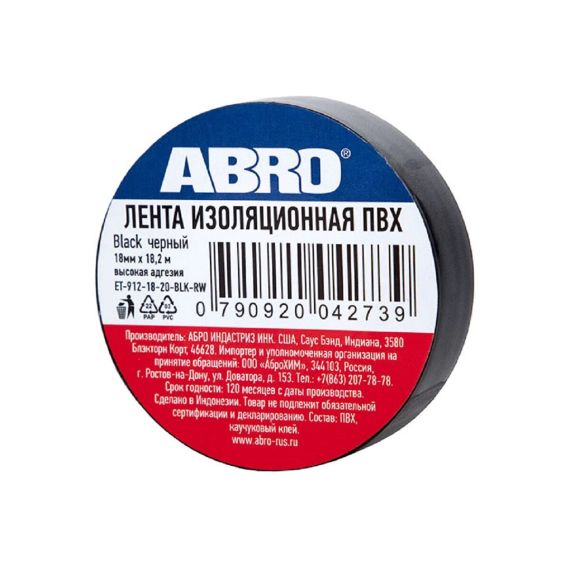 ABRO®
ЛЕНТА ИЗОЛЯЦИОННАЯ ПВХ
Black черный
18мм х 18,2 м
высокая адгезия
ET-912-18-20-BLK-RW
0 790920 042739
22 PAP
03 PVC
Производитель: АБРО ИНДАСТРИЗ ИНК. США, Саус Бэнд, Индиана, 3580
Блэкторн Корт, 46628. Импортер и уполномоченная организация на
принятие обращений: ООО «АброХИМ», 344103, Россия,
г. Ростов-на-Дону, ул. Доватора, д. 153. Тел.: +7(863) 207-78-78.
Срок годности: 120 месяцев с даты производства.
Сделано в Индонезии. Товар не подлежит обязательной
сертификации и декларированию. Состав: ПВХ,
каучуковый клей.
www.abro-rus.ru